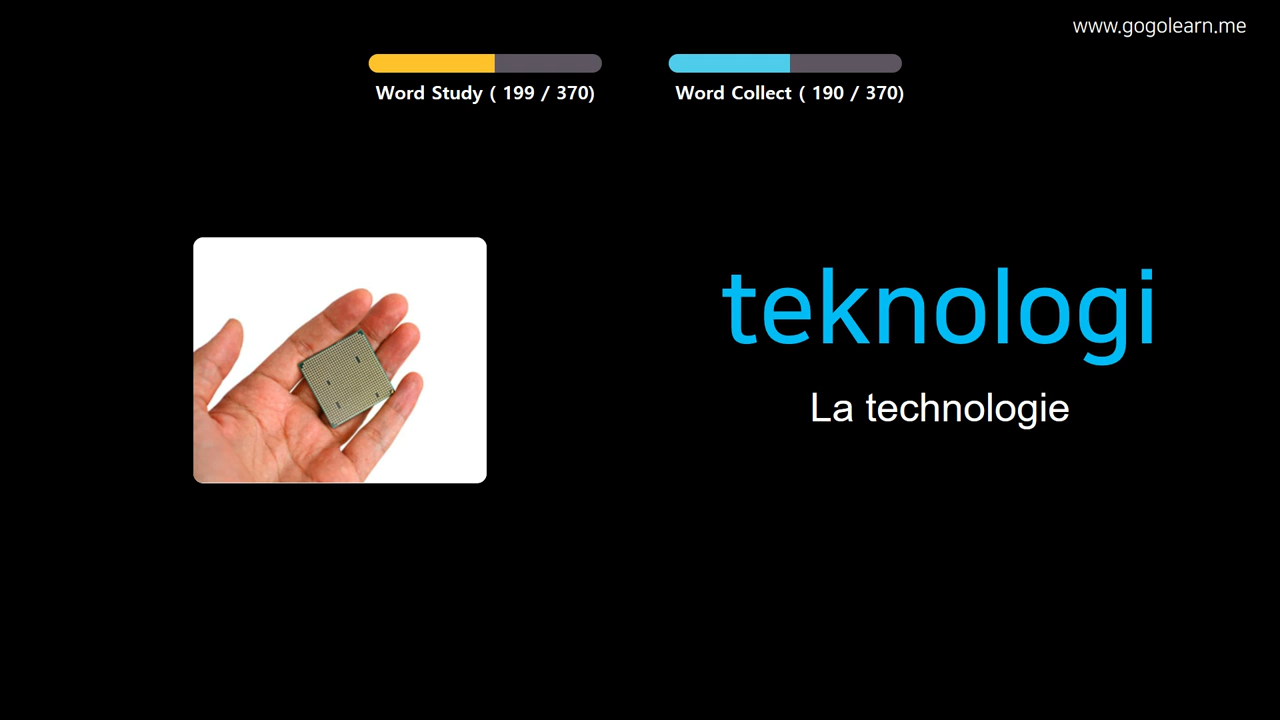 www.gogolearn.me
Word Study ( 199 / 370)
Word Collect ( 190 / 370)
teknologi
La technologie